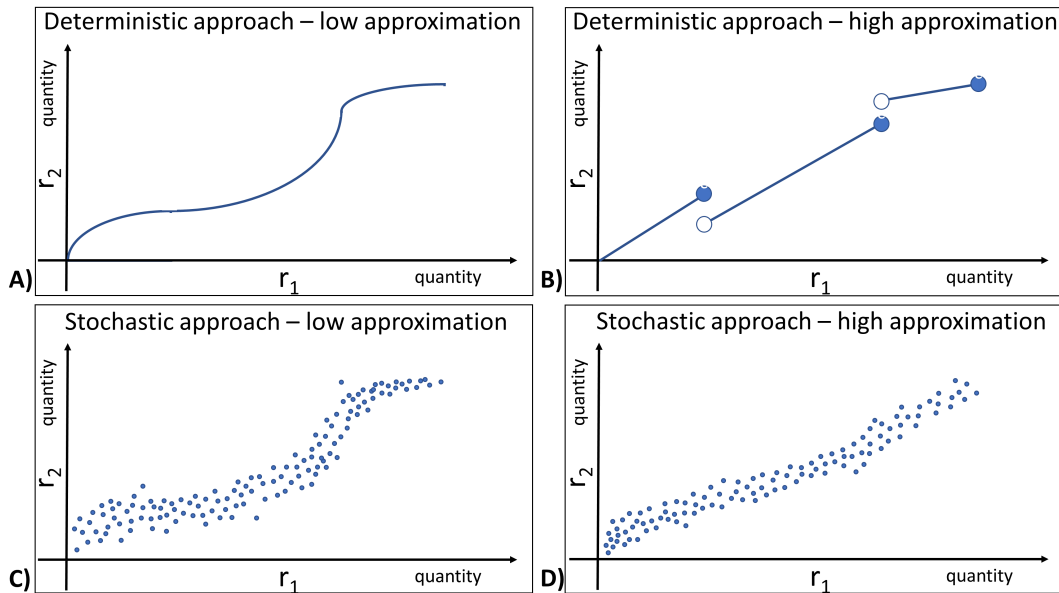 Deterministic approach – low approximation
quantity
r2
A)
r1
quantity
Deterministic approach – high approximation
quantity
r2
B)
r1
quantity
Stochastic approach – low approximation
quantity
r2
C)
r1
quantity
Stochastic approach – high approximation
quantity
r2
D)
r1
quantity